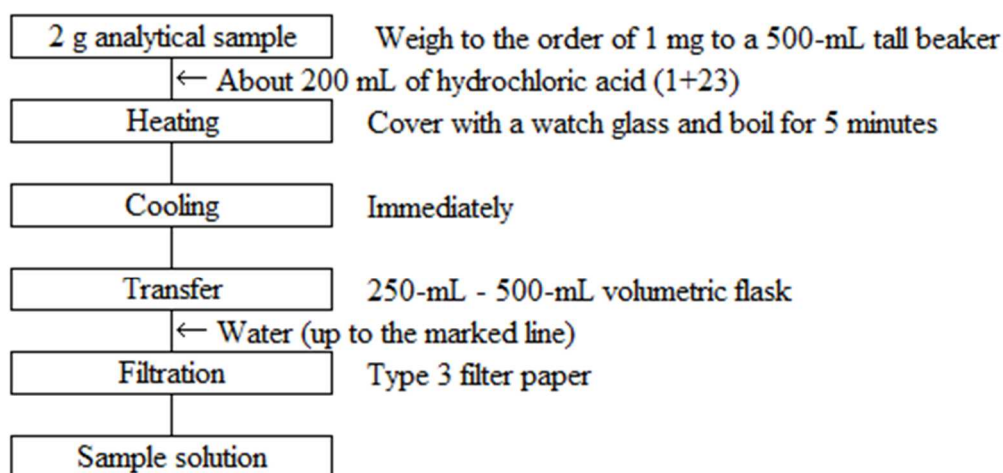 2 g analytical sample Weigh to the order of 1 mg to a 500-mL tall beaker
← About 200 mL of hydrochloric acid (1+23)
Heating Cover with a watch glass and boil for 5 minutes
Cooling Immediately
Transfer 250-mL - 500-mL volumetric flask
← Water (up to the marked line)
Filtration Type 3 filter paper
Sample solution